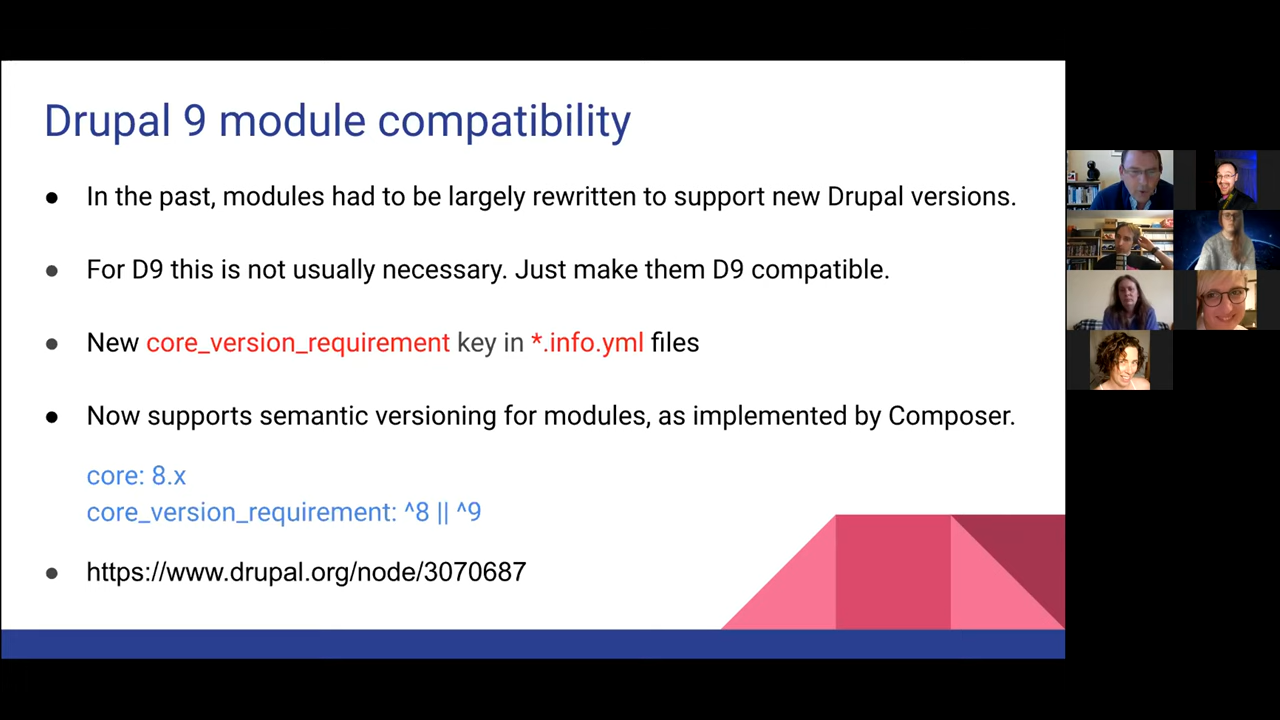 Drupal 9 module compatibility
● In the past, modules had to be largely rewritten to support new Drupal versions.
● For D9 this is not usually necessary. Just make them D9 compatible.
● New core_version_requirement key in *.info.yml files
● Now supports semantic versioning for modules, as implemented by Composer.
core: 8.x
core_version_requirement: ^8 || ^9
● https://www.drupal.org/node/3070687